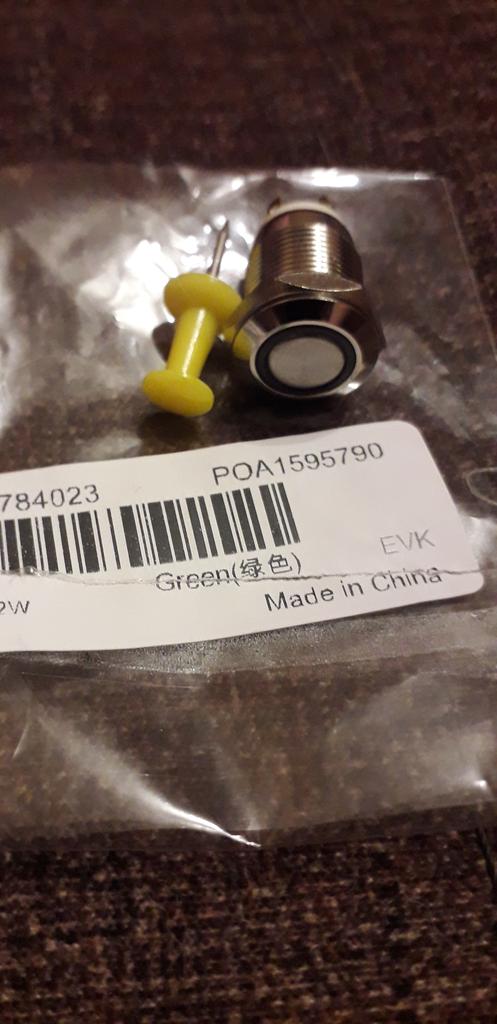 784023
POA1595790
Green(绿色)
EVK
2W
Made in China